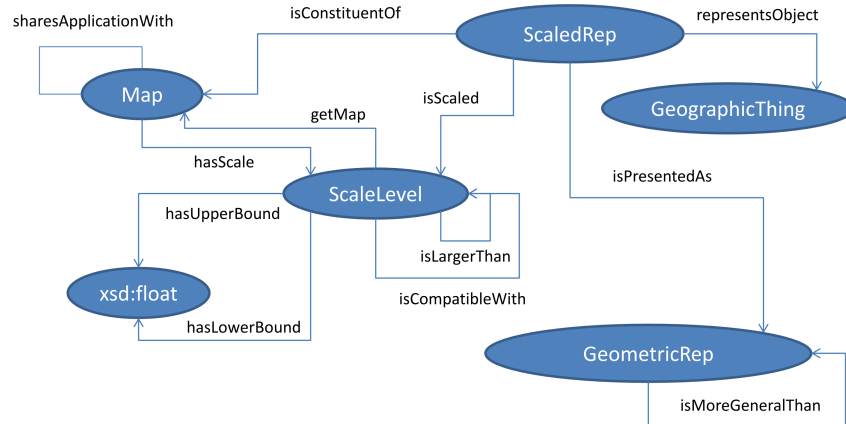 sharesApplicationWith
isConstituentOf
representsObject
ScaledRep
Map
GeographicThing
isScaled
getMap
hasScale
isPresentedAs
ScaleLevel
hasUpperBound
isLargerThan
xsd:float
isCompatibleWith
hasLowerBound
GeometricRep
isMoreGeneralThan